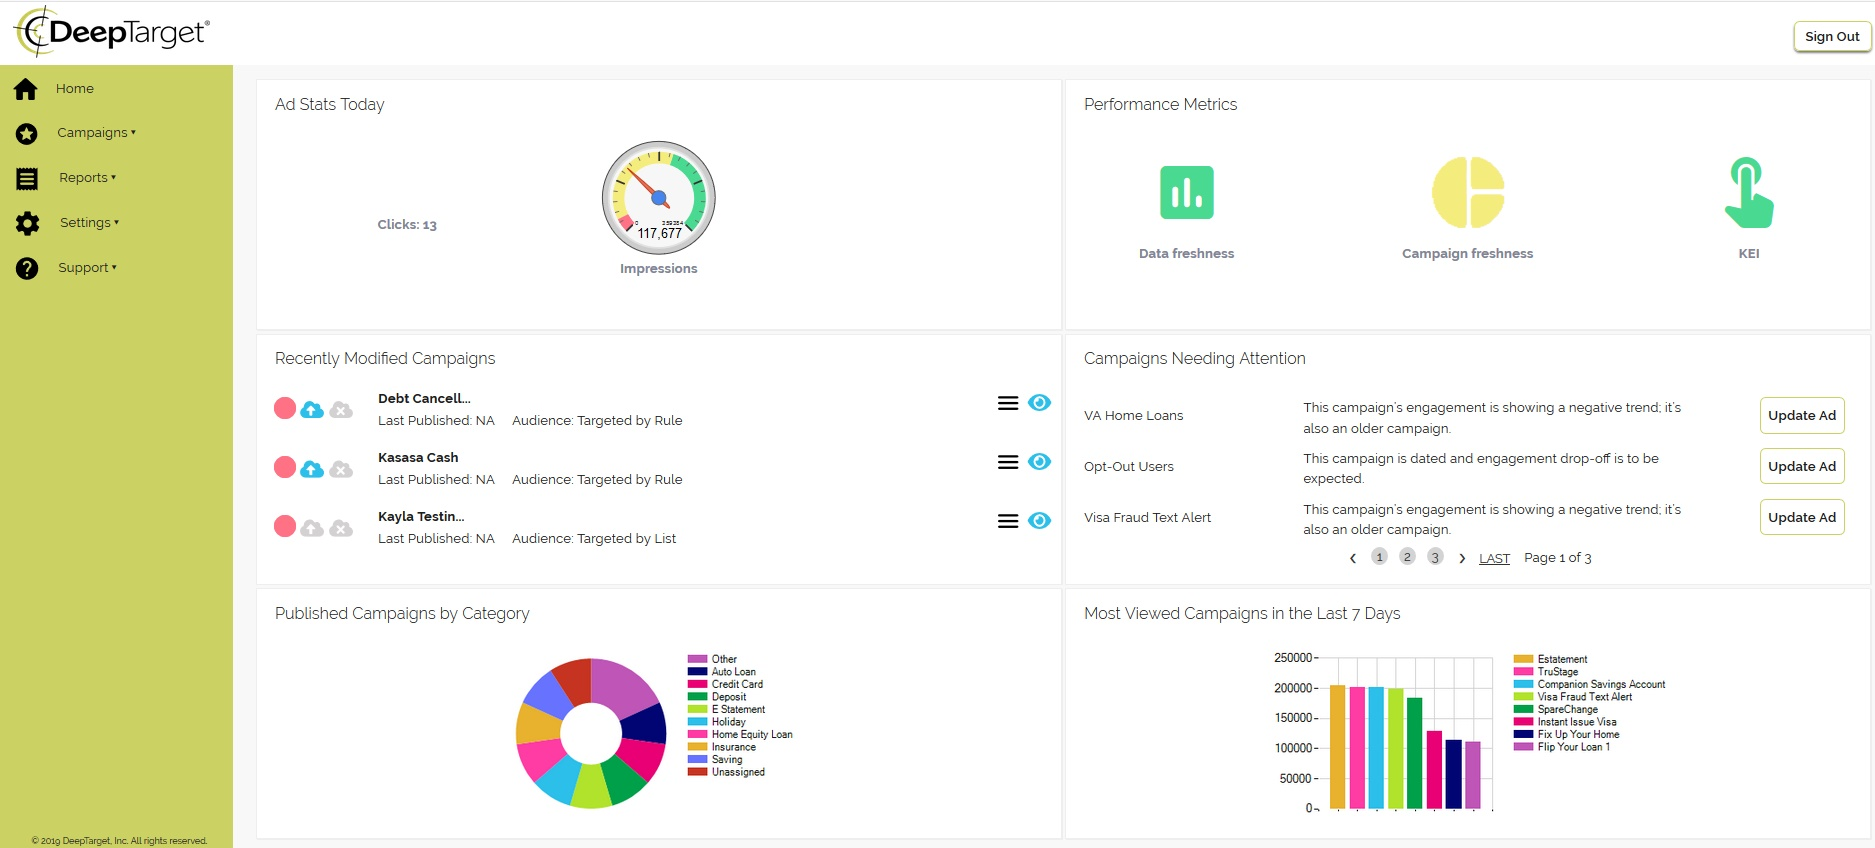 DeepTarget®
Sign Out
Home
Campaigns ▾
Reports ▾
Settings ▾
Support ▾
© 2019 DeepTarget, Inc. All rights reserved.
Ad Stats Today
Clicks: 13
0
359284
117,677
Impressions
Performance Metrics
Data freshness
Campaign freshness
KEI
Recently Modified Campaigns
Debt Cancell...
Last Published: NA Audience: Targeted by Rule
Kasasa Cash
Last Published: NA Audience: Targeted by Rule
Kayla Testin...
Last Published: NA Audience: Targeted by List
Campaigns Needing Attention
VA Home Loans
This campaign's engagement is showing a negative trend; it's
also an older campaign.
Update Ad
Opt-Out Users
This campaign is dated and engagement drop-off is to be
expected.
Update Ad
Visa Fraud Text Alert
This campaign's engagement is showing a negative trend; it's
also an older campaign.
Update Ad
‹ 1 2 3 › LAST Page 1 of 3
Published Campaigns by Category
Other
Auto Loan
Credit Card
Deposit
E Statement
Holiday
Home Equity Loan
Insurance
Saving
Unassigned
Most Viewed Campaigns in the Last 7 Days
250000
200000
150000
100000
50000
0
Estatement
TruStage
Companion Savings Account
Visa Fraud Text Alert
SpareChange
Instant Issue Visa
Fix Up Your Home
Flip Your Loan 1